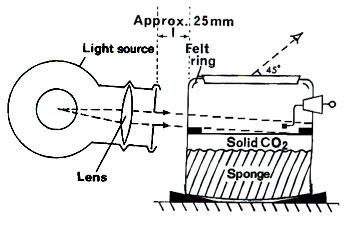 Approx. 25mm
Light source
Felt
ring
45°
Lens
Solid CO2
Sponge